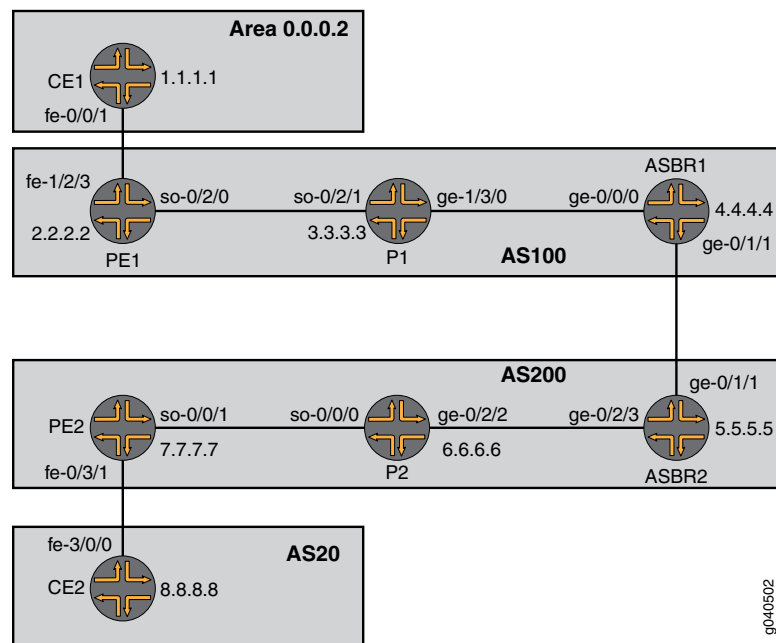 Area 0.0.0.2
CE1
1.1.1.1
fe-0/0/1
fe-1/2/3
so-0/2/0
so-0/2/1
ge-1/3/0
ge-0/0/0
ASBR1
4.4.4.4
2.2.2.2
3.3.3.3
ge-0/1/1
PE1
P1
AS100
AS200
ge-0/1/1
PE2
so-0/0/1
so-0/0/0
ge-0/2/2
ge-0/2/3
5.5.5.5
7.7.7.7
6.6.6.6
fe-0/3/1
P2
ASBR2
fe-3/0/0
AS20
CE2
8.8.8.8
g040502